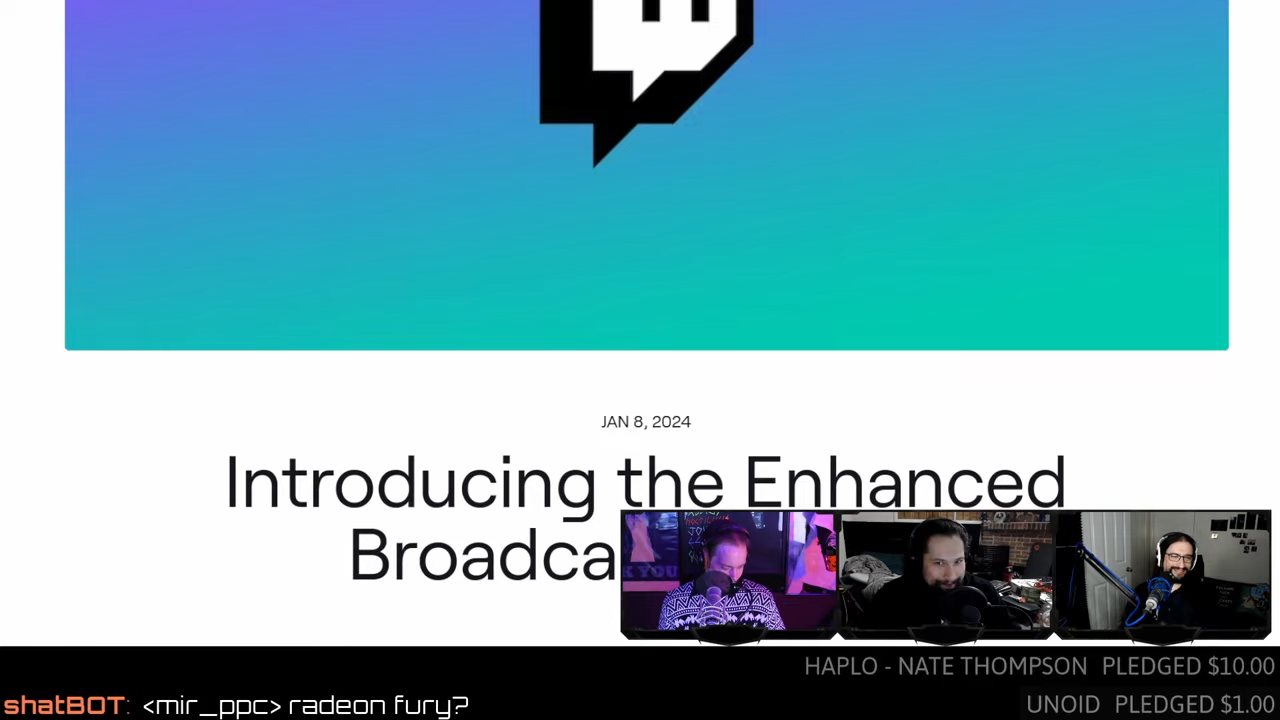 JAN 8, 2024
Introducing the Enhanced
Broadca
K YOU
HAPLO - NATE THOMPSON PLEDGED $10.00
shatBOT: <mir_ppc> radeon fury?
UNOID PLEDGED $1.00